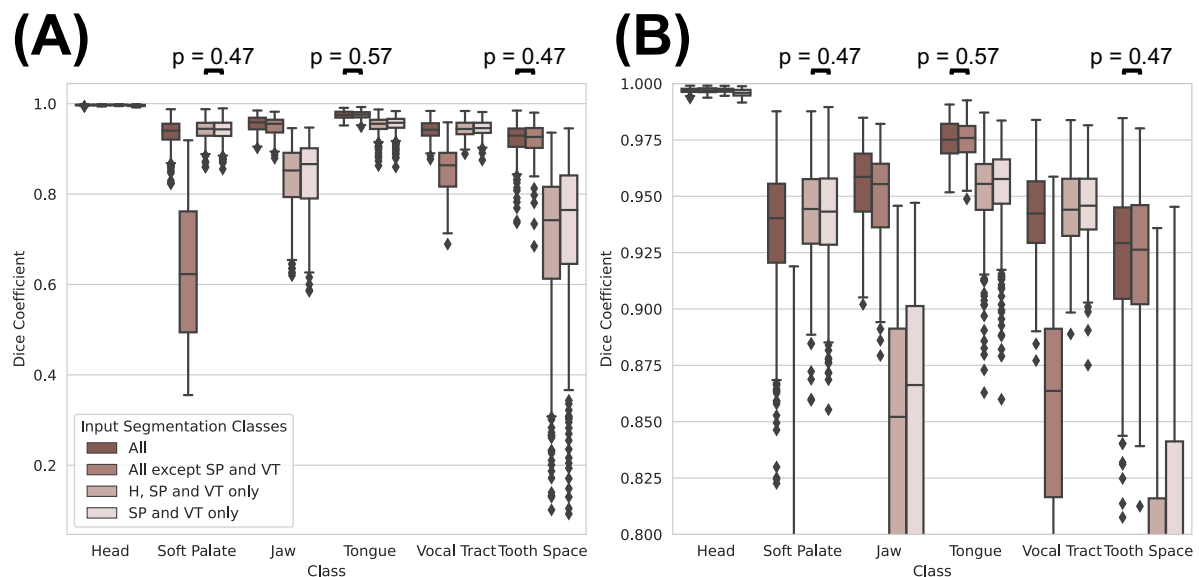 (A)
p = 0.47
p = 0.57
p = 0.47
1.0
0.8
0.6
0.4
0.2
Dice Coefficient
Input Segmentation Classes
All
All except SP and VT
H, SP and VT only
SP and VT only
Head Soft Palate Jaw Tongue Vocal Tract Tooth Space
Class
(B)
p = 0.47
p = 0.57
p = 0.47
1.000
0.975
0.950
0.925
0.900
0.875
0.850
0.825
0.800
Dice Coefficient
Head Soft Palate Jaw Tongue Vocal Tract Tooth Space
Class